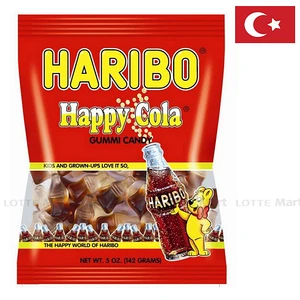 HARIBO®
Happy Cola®
GUMMI CANDY
KIDS AND GROWN-UPS LOVE IT SO,
HARIBO
THE HAPPY WORLD OF HARIBO
NET WT. 5 OZ. (142 GRAMS)
LOTTE Mart